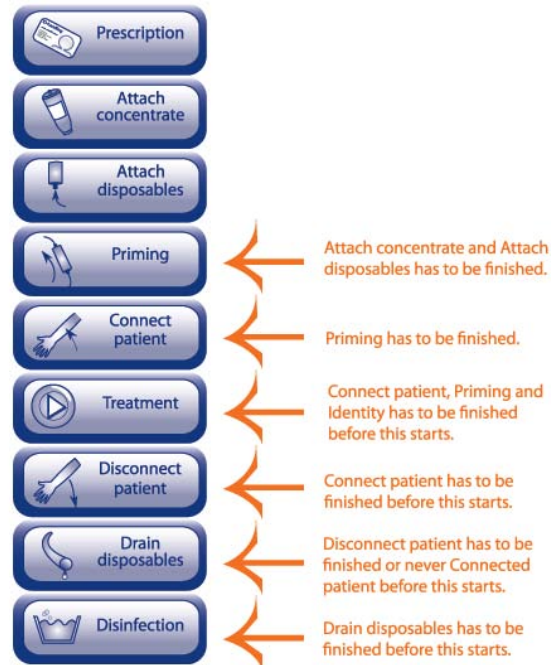 Prescription
Attach
concentrate
Attach
disposables
Priming
Attach concentrate and Attach
disposables has to be finished.
Connect
patient
Priming has to be finished.
Treatment
Connect patient, Priming and
Identity has to be finished
before this starts.
Disconnect
patient
Connect patient has to be
finished before this starts.
Drain
disposables
Disconnect patient has to be
finished or never Connected
patient before this starts.
Disinfection
Drain disposables has to be
finished before this starts.